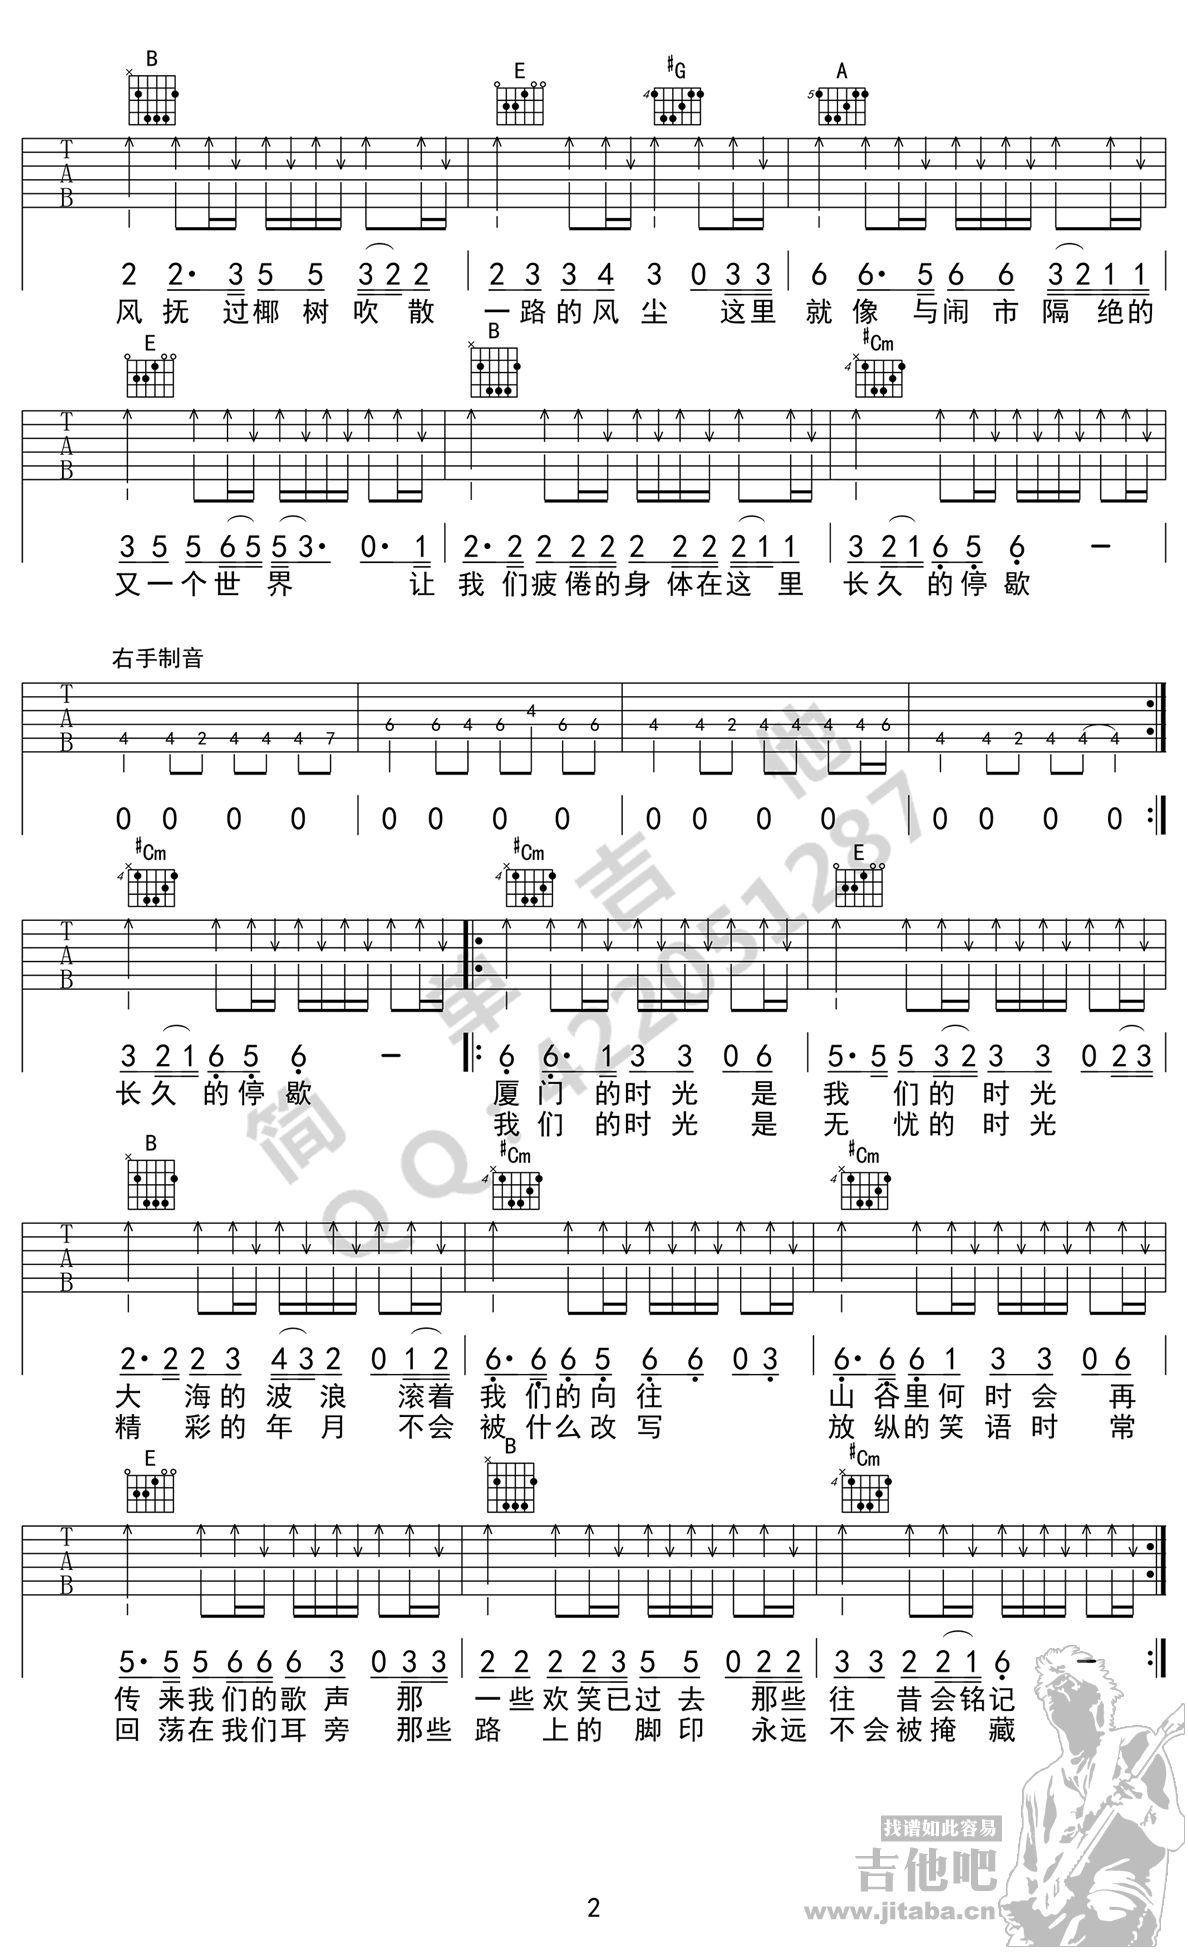 B E #G A
4 5
T A B
2 2· 3 5 5 3 2 2 2 3 3 4 3 0 3 3 6 6· 5 6 6 3 2 1 1
风 抚 过椰 树 吹 散 一路的风 尘 这里 就 像 与闹 市 隔 绝的
E B #Cm
4
T A B
3 5 5 6 5 5 3· 0· 1 2· 2 2 2 2 2 2 2 2 1 1 3 2 1 6 5 6 –
又一个世 界 让 我 们疲倦的身 体在这 里 长久 的停歇
右手制音
T A B
4 4 2 4 4 4 7 6 6 4 6 4 6 6 4 4 2 4 4 4 4 6 4 4 2 4 4 4
0 0 0 0 0 0 0 0 0 0 0 0 0 0 0 0
#Cm #Cm E
4 4
T A B
3 2 1 6 5 6 – 6 6· 1 3 3 0 6 5· 5 5 3 2 3 3 0 2 3
长 久 的停 歇 厦 门 的时 光 是 我 们的 时 光
我 们 的时 光 是 无 忧的 时 光
B #Cm #Cm
4 4
T A B
2· 2 2 3 4 3 2 0 1 2 6· 6 6 5 6 6 0 3 6· 6 6 1 3 3 0 6
大 海的 波 浪 滚着 我 们的 向 往 山 谷里 何 时 会 再
精 彩的 年 月 不会 被 什么 改 写 放 纵的 笑 语 时 常
E B #Cm
4
T A B
5· 5 5 6 6 6 3 0 3 3 2 2 2 2 3 5 5 0 2 2 3 3 2 2 1 6 –
传 来我们的歌 声 那 一些 欢 笑已过 去 那些 往 昔会铭记
回 荡在我们耳 旁 那些 路 上的 脚 印 永远 不会被掩 藏
简单吉他
QQ:422051287
找谱如此容易
吉他吧
www.jitaba.cn
2